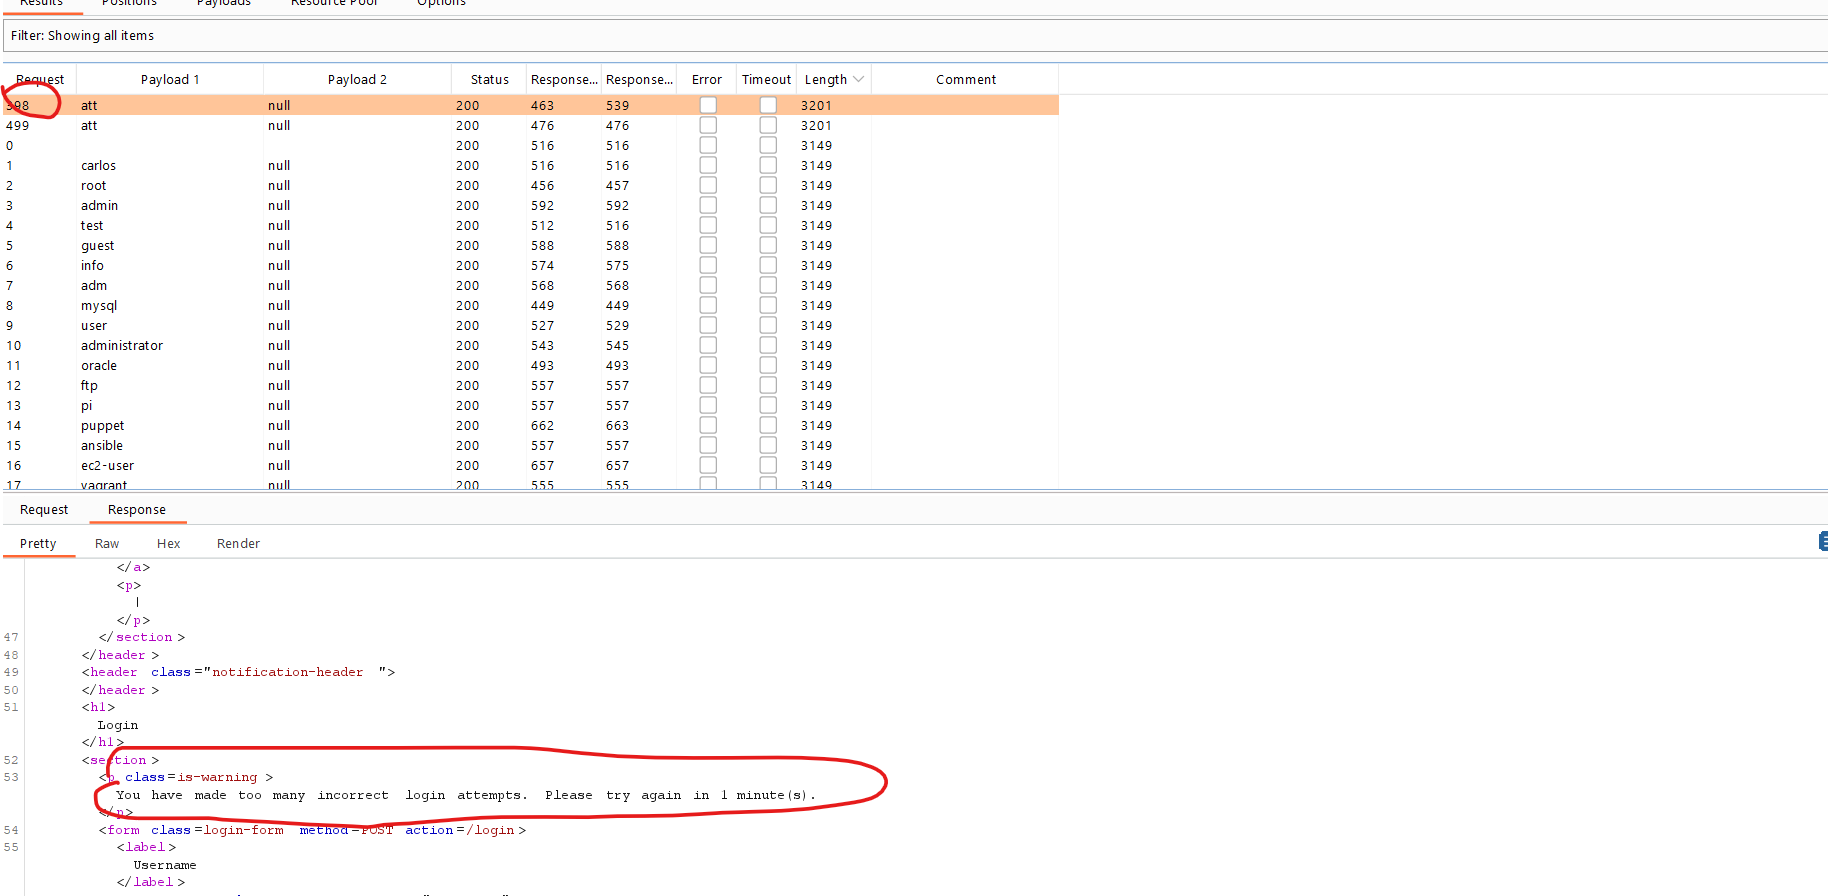 Results Positions Payloads Resource Pool Options
Filter: Showing all items
Request Payload 1 Payload 2 Status Response... Response... Error Timeout Length Comment
398 att null 200 463 539 3201
499 att null 200 476 476 3201
0 200 516 516 3149
1 carlos null 200 516 516 3149
2 root null 200 456 457 3149
3 admin null 200 592 592 3149
4 test null 200 512 516 3149
5 guest null 200 588 588 3149
6 info null 200 574 575 3149
7 adm null 200 568 568 3149
8 mysql null 200 449 449 3149
9 user null 200 527 529 3149
10 administrator null 200 543 545 3149
11 oracle null 200 493 493 3149
12 ftp null 200 557 557 3149
13 pi null 200 557 557 3149
14 puppet null 200 662 663 3149
15 ansible null 200 557 557 3149
16 ec2-user null 200 657 657 3149
17 vagrant null 200 555 555 3149
Request Response
Pretty Raw Hex Render
</a>
<p>
|
</p>
47 </section>
48 </header>
49 <header class="notification-header ">
50 </header>
51 <h1>
Login
</h1>
52 <section>
53 <p class=is-warning>
You have made too many incorrect login attempts. Please try again in 1 minute(s).
</p>
54 <form class=login-form method=POST action=/login>
55 <label>
Username
</label>